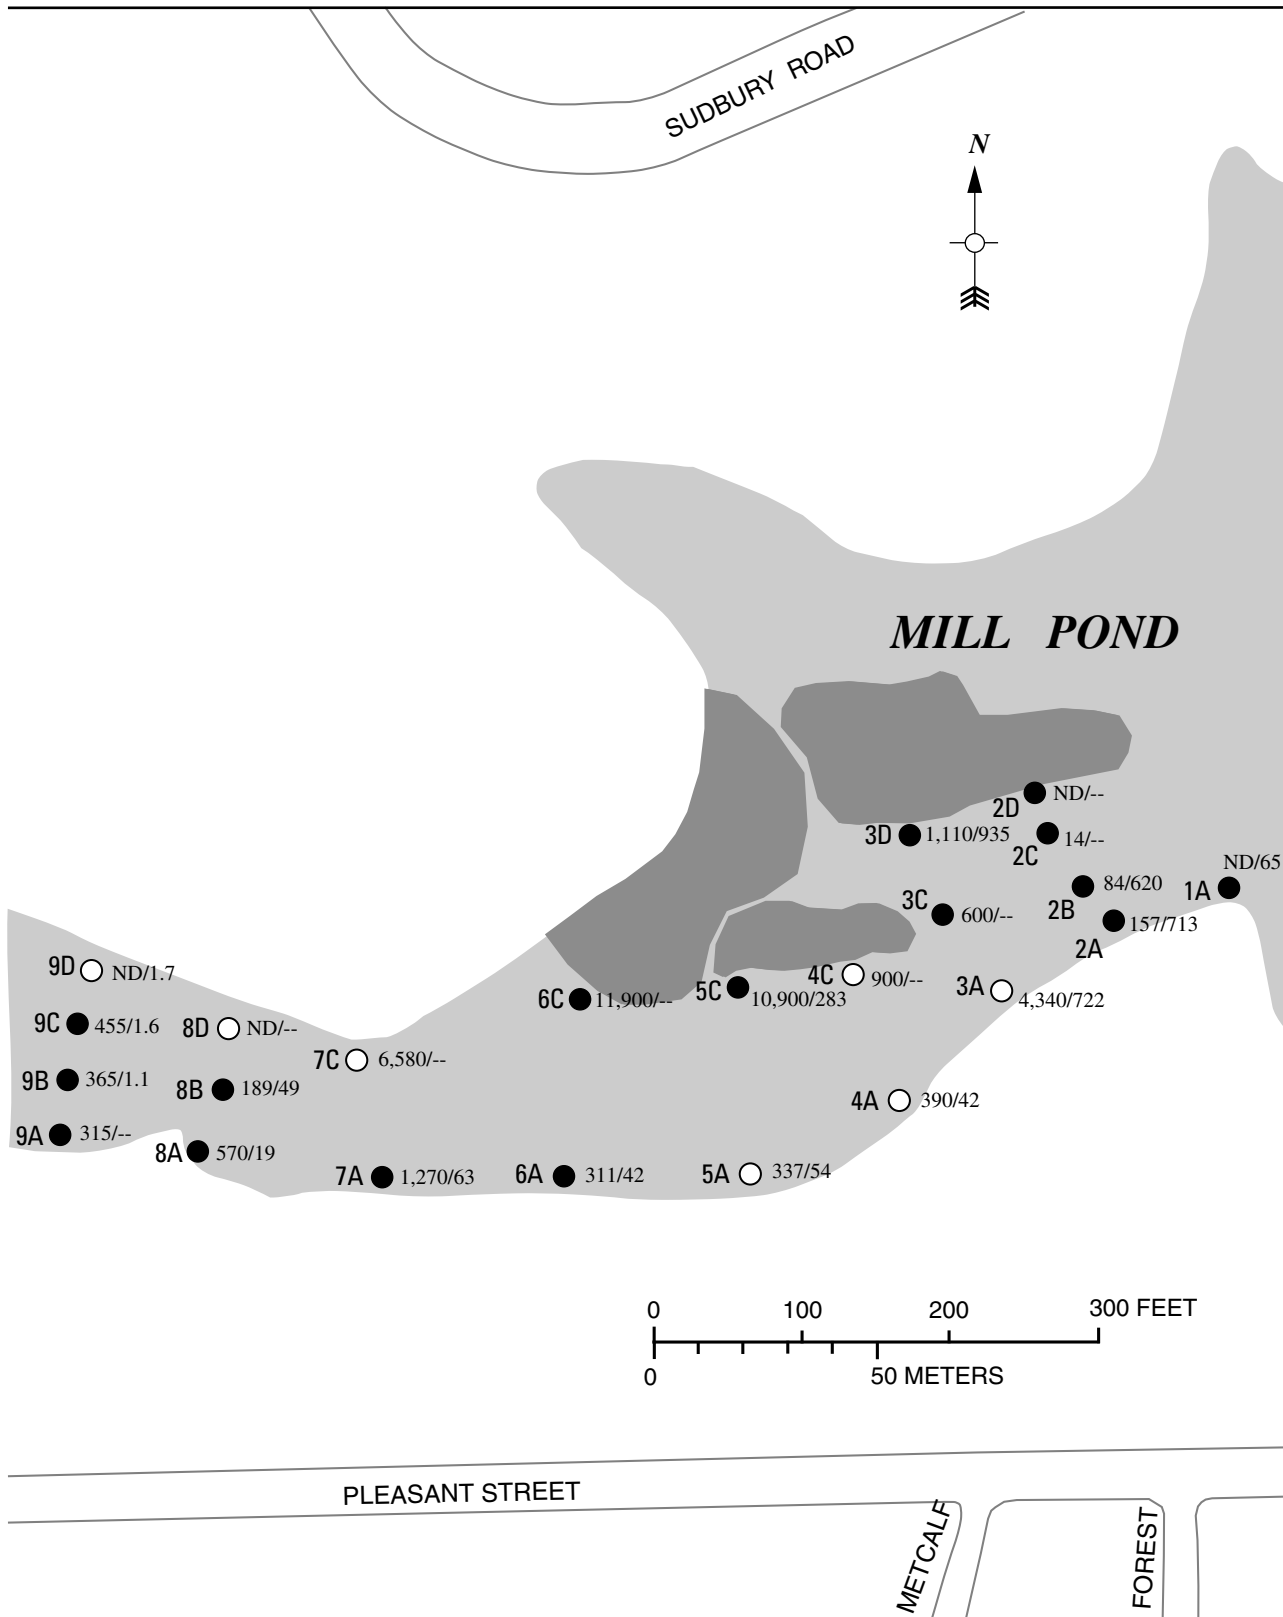 SUDBURY ROAD
N
MILL POND
2D ND/--
3D 1,110/935
2C 14/--
ND/65
1A
2B 84/620
3C 600/--
2A 157/713
9D ND/1.7
4C 900/--
3A 4,340/722
5C 10,900/283
6C 11,900/--
9C 455/1.6
8D ND/--
7C 6,580/--
9B 365/1.1
8B 189/49
4A 390/42
9A 315/--
8A 570/19
7A 1,270/63
6A 311/42
5A 337/54
0 100 200 300 FEET
0 50 METERS
PLEASANT STREET
METCALF
FOREST